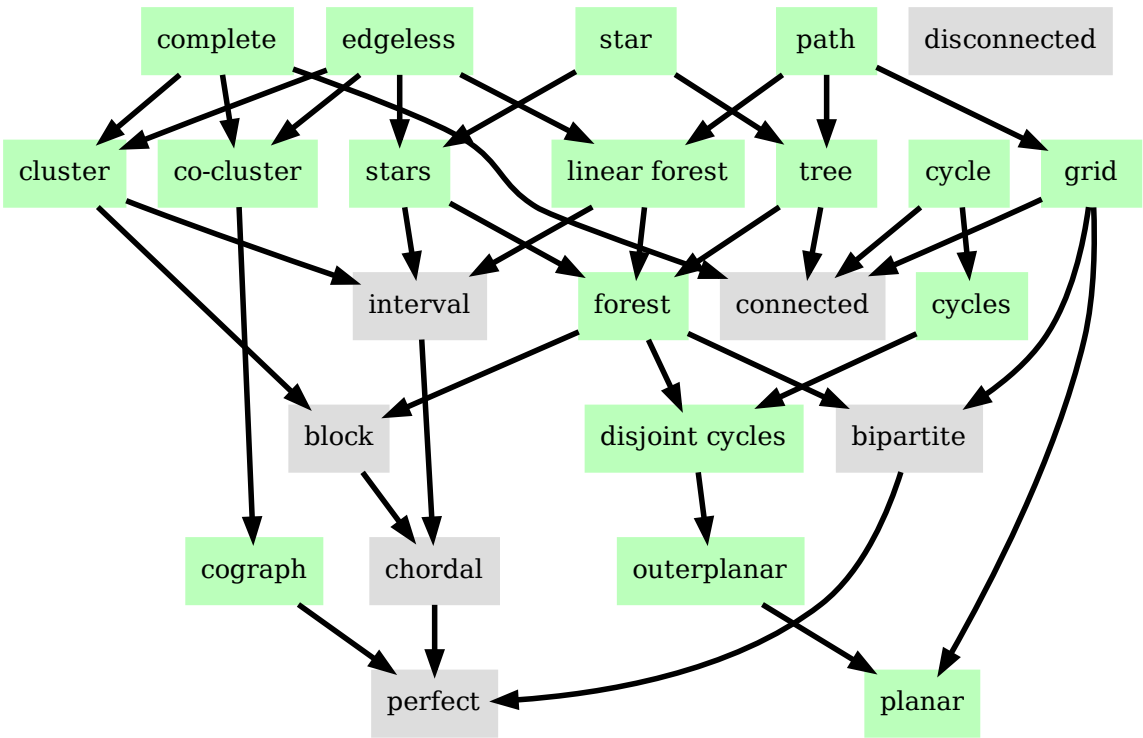 complete
edgeless
star
path
disconnected
cluster
co-cluster
stars
linear forest
tree
cycle
grid
interval
forest
connected
cycles
block
disjoint cycles
bipartite
cograph
chordal
outerplanar
perfect
planar